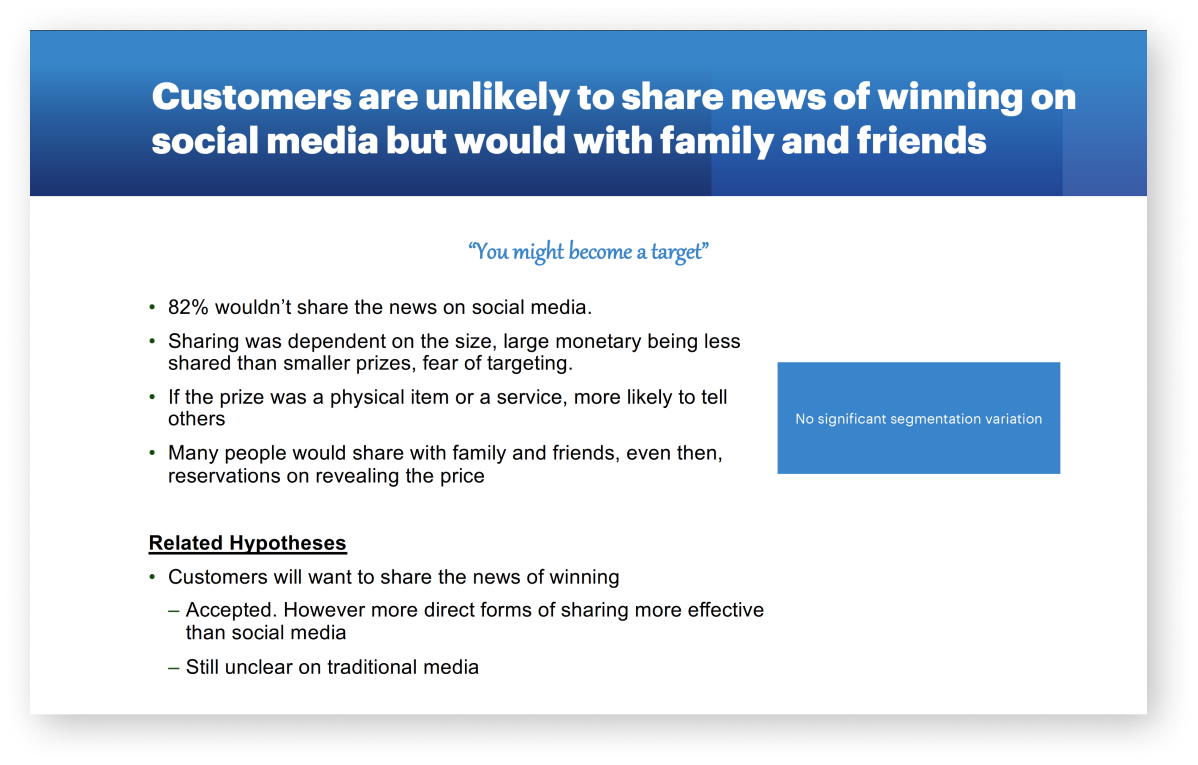 Customers are unlikely to share news of winning on
social media but would with family and friends
“You might become a target”
• 82% wouldn’t share the news on social media.
• Sharing was dependent on the size, large monetary being less
shared than smaller prizes, fear of targeting.
• If the prize was a physical item or a service, more likely to tell
others
• Many people would share with family and friends, even then,
reservations on revealing the price
No significant segmentation variation
Related Hypotheses
• Customers will want to share the news of winning
– Accepted. However more direct forms of sharing more effective
than social media
– Still unclear on traditional media